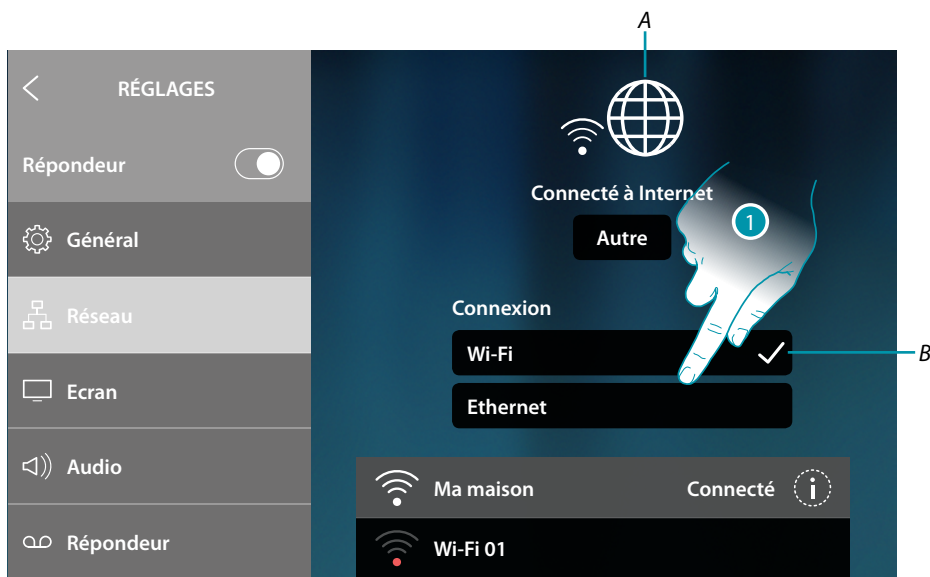 A
RÉGLAGES
Répondeur
Général
Réseau
Ecran
Audio
Répondeur
Connecté à Internet
Autre
1
Connexion
Wi-Fi
B
Ethernet
Ma maison
Connecté
i
Wi-Fi 01